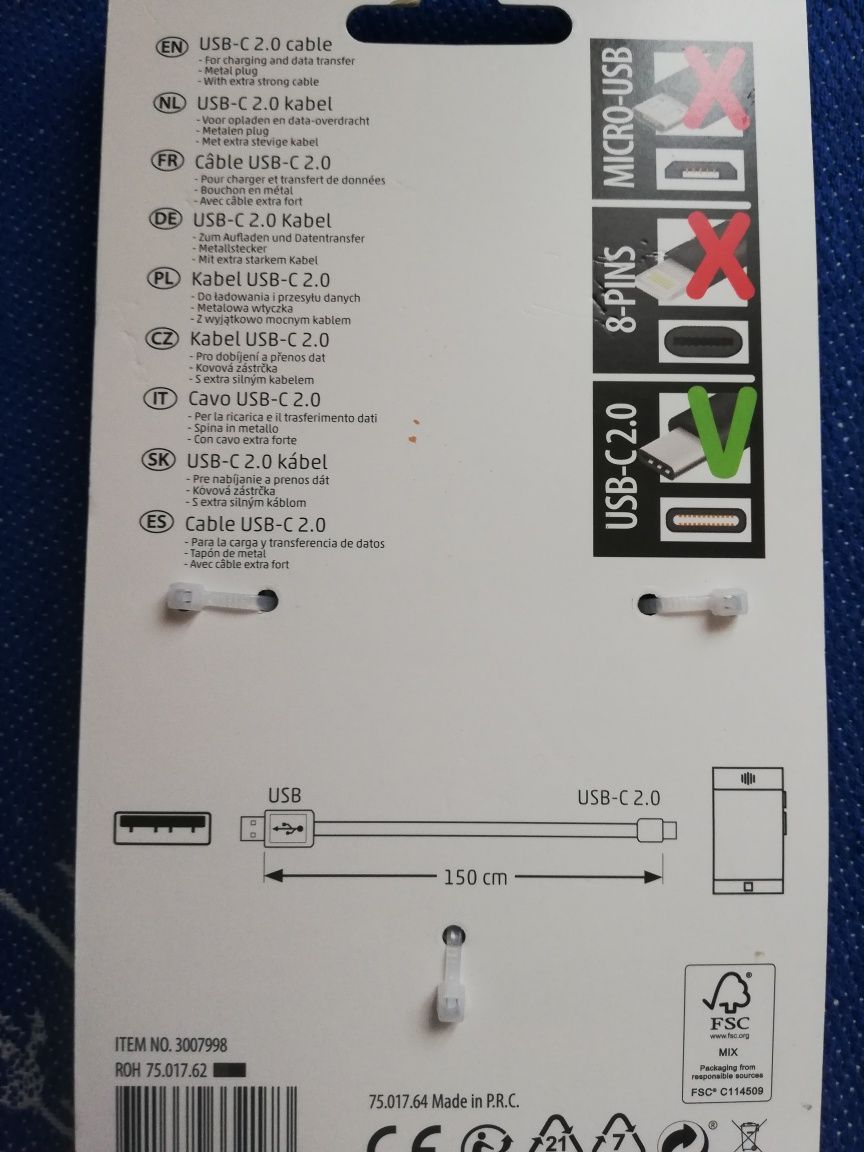 EN USB-C 2.0 cable
- For charging and data transfer
- Metal plug
- With extra strong cable
NL USB-C 2.0 kabel
- Voor opladen en data-overdracht
- Metalen plug
- Met extra stevige kabel
FR Câble USB-C 2.0
- Pour charger et transfert de données
- Bouchon en métal
- Avec câble extra fort
DE USB-C 2.0 Kabel
- Zum Aufladen und Datentransfer
- Metallstecker
- Mit extra starkem Kabel
PL Kabel USB-C 2.0
- Do ładowania i przesyłu danych
- Metalowa wtyczka
- Z wyjątkowo mocnym kablem
CZ Kabel USB-C 2.0
- Pro dobíjení a přenos dat
- Kovová zástrčka
- S extra silným kabelem
IT Cavo USB-C 2.0
- Per la ricarica e il trasferimento dati
- Spina in metallo
- Con cavo extra forte
SK USB-C 2.0 kábel
- Pre nabíjanie a prenos dát
- Kovová zástrčka
- S extra silným káblom
ES Cable USB-C 2.0
- Para la carga y transferencia de datos
- Tapón de metal
- Avec câble extra fort
MICRO-USB
8-PINS
USB-C 2.0
USB
USB-C 2.0
150 cm
FSC
www.fsc.org
MIX
Packaging from
responsible sources
FSC® C114509
ITEM NO. 3007998
ROH 75.017.62
75.017.64 Made in P.R.C.
CE 21 7 ®